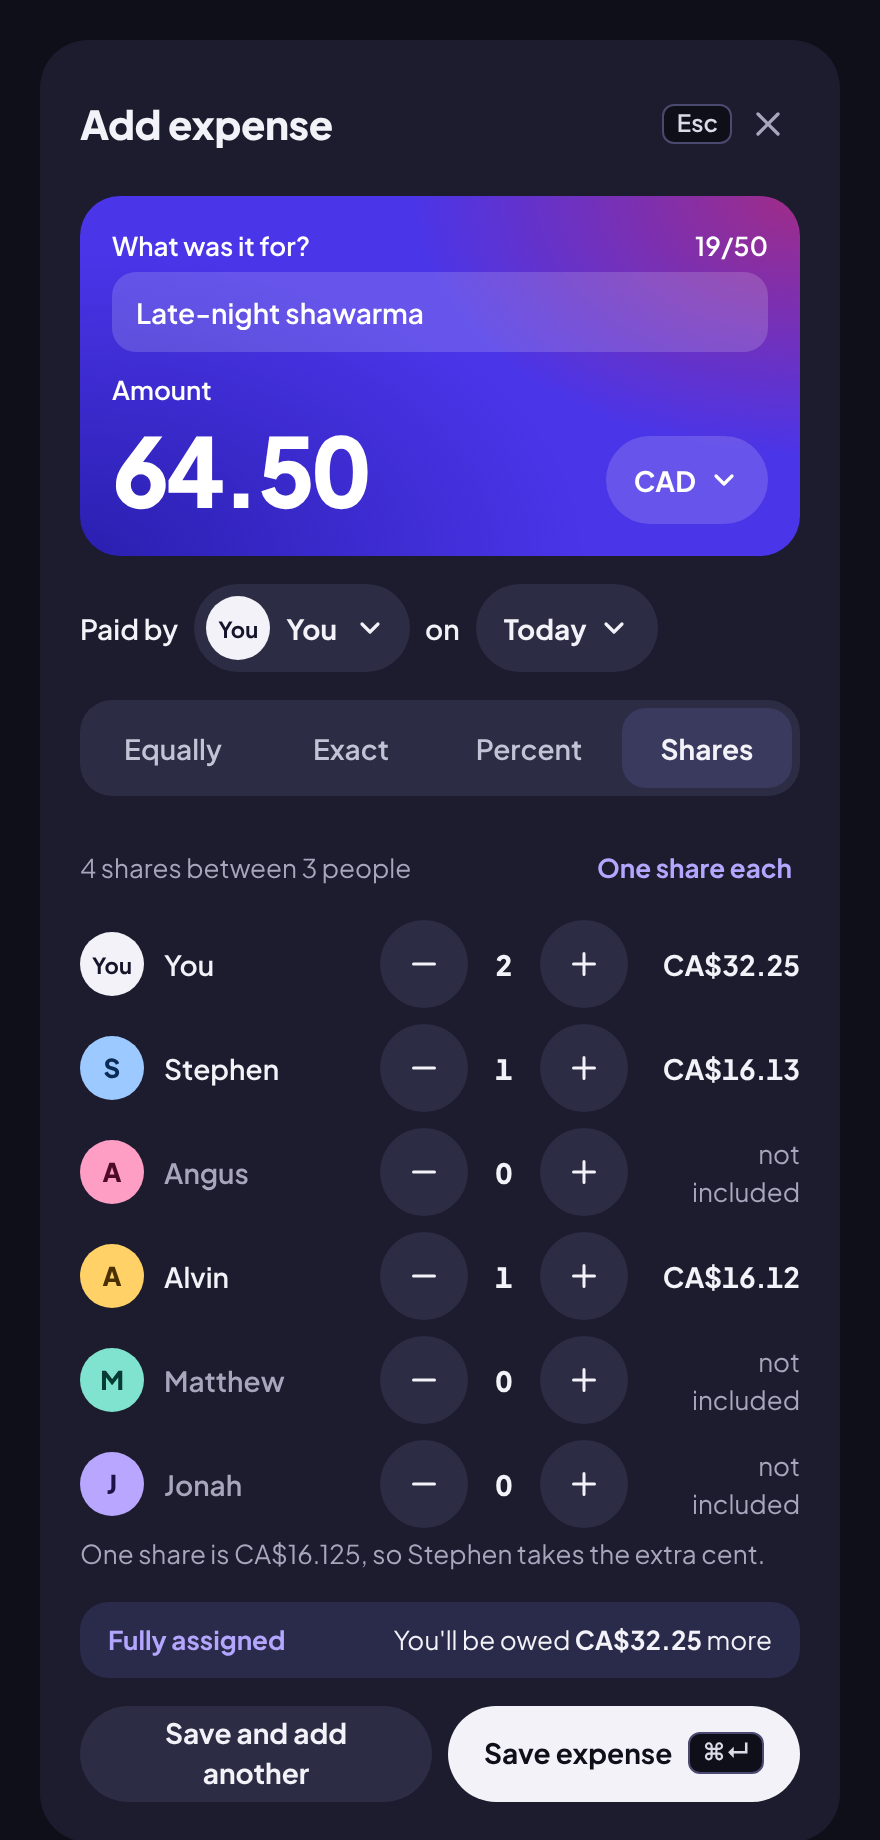 Add expense
Esc
What was it for?
19/50
Late-night shawarma
Amount
64.50
CAD
Paid by
You
You
on
Today
Equally
Exact
Percent
Shares
4 shares between 3 people
One share each
You
You
2
CA$32.25
S
Stephen
1
CA$16.13
A
Angus
0
not
included
A
Alvin
1
CA$16.12
M
Matthew
0
not
included
J
Jonah
0
not
included
One share is CA$16.125, so Stephen takes the extra cent.
Fully assigned
You'll be owed CA$32.25 more
Save and add
another
Save expense
⌘↵